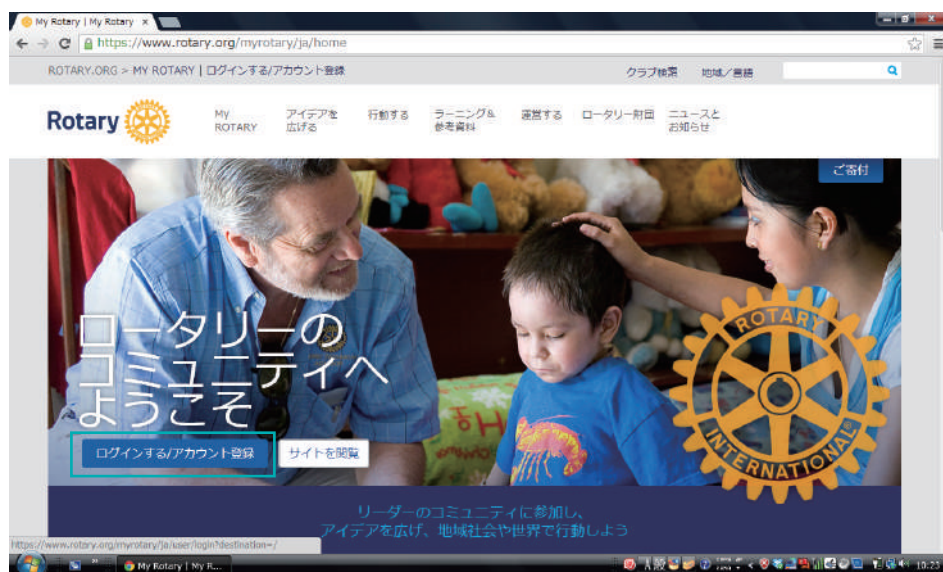 My Rotary | My Rotary ×
https://www.rotary.org/myrotary/ja/home
ROTARY.ORG > MY ROTARY | ログインする/アカウント登録
クラブ検索 地域/言語
Rotary
My ROTARY
アイデアを広げる
行動する
ラーニング&参考資料
運営する
ロータリー財団
ニュースとお知らせ
ご寄付
ロータリーの
コミュニティへ
ようこそ
ログインする/アカウント登録
サイトを閲覧
ROTARY
INTERNATIONAL
リーダーのコミュニティに参加し、
アイデアを広げ、地域社会や世界で行動しよう
https://www.rotary.org/myrotary/ja/user/login?destination=/
My Rotary | My R...
10:23